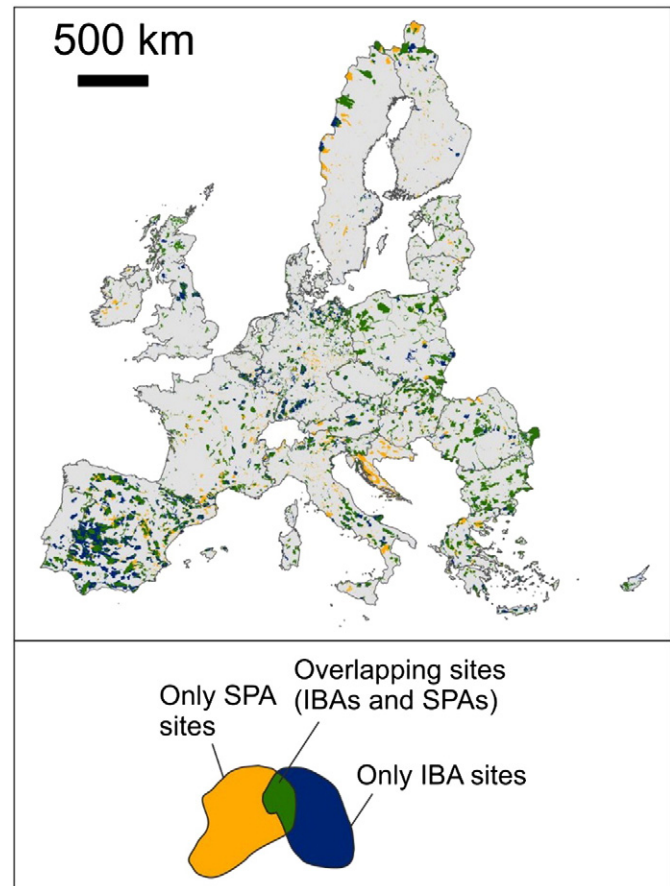 500 km
Overlapping sites
(IBAs and SPAs)
Only SPA
sites
Only IBA sites